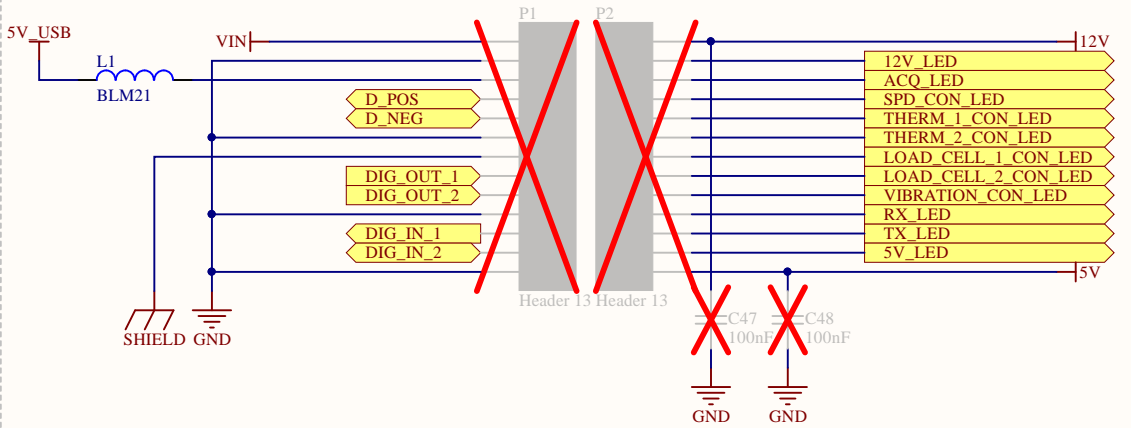 P1
P2
5V_USB
VIN
12V
L1
12V_LED
BLM21
ACQ_LED
D_POS
SPD_CON_LED
D_NEG
THERM_1_CON_LED
THERM_2_CON_LED
LOAD_CELL_1_CON_LED
DIG_OUT_1
LOAD_CELL_2_CON_LED
DIG_OUT_2
VIBRATION_CON_LED
RX_LED
DIG_IN_1
TX_LED
DIG_IN_2
5V_LED
5V
Header 13
Header 13
C47
C48
100nF
100nF
SHIELD
GND
GND
GND